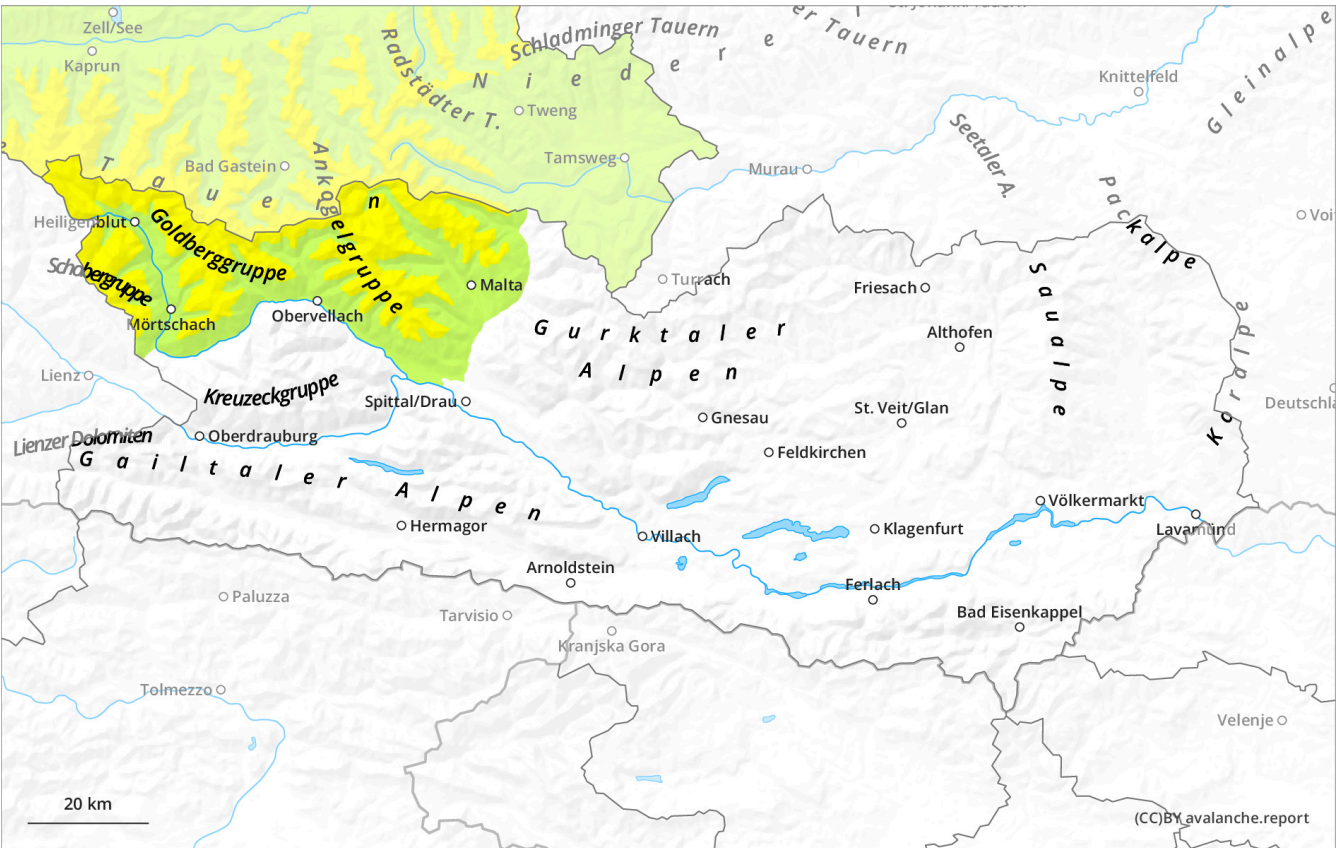 Zell/See
Kaprun
Schladminger Tauern
er Tauern
Niedere
Radstädter T.
Tweng
Knittelfeld
Gleinalpe
Seetaler A.
Tamsweg
Murau
Bad Gastein
Taue
n
Ankogelgruppe
Packalpe
Voi
Heiligenblut
Goldberggruppe
Schobergruppe
Malta
Turrach
Friesach
Saualpe
Mörtschach
Obervellach
Gurktaler
Alpen
Althofen
Koralpe
Lienz
Kreuzeckgruppe
Spittal/Drau
Gnesau
St. Veit/Glan
Deutschla
Lienzer Dolomiten
Oberdrauburg
Feldkirchen
Gailtaler Alpen
Hermagor
Villach
Klagenfurt
Völkermarkt
Lavamünd
Arnoldstein
Ferlach
Bad Eisenkappel
Paluzza
Tarvisio
Kranjska Gora
Tolmezzo
Velenje
20 km
(CC)BY avalanche.report